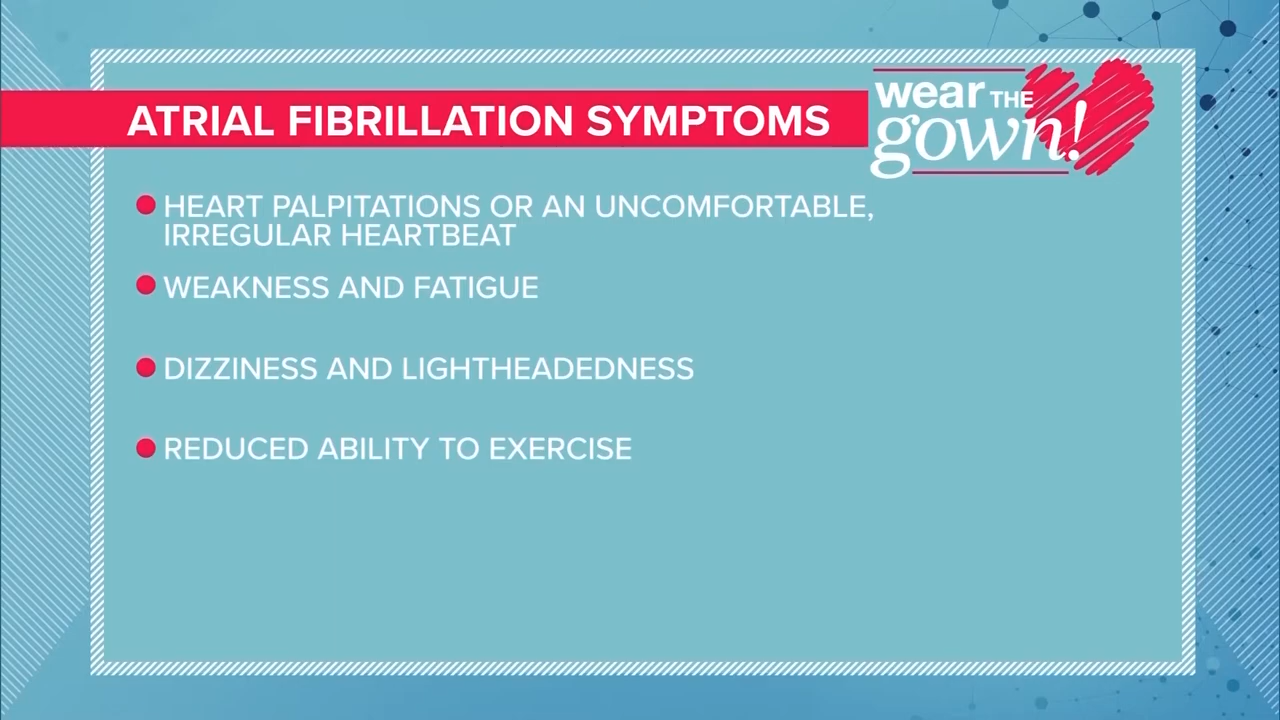 ATRIAL FIBRILLATION SYMPTOMS
wear THE
gown!
HEART PALPITATIONS OR AN UNCOMFORTABLE,
IRREGULAR HEARTBEAT
WEAKNESS AND FATIGUE
DIZZINESS AND LIGHTHEADEDNESS
REDUCED ABILITY TO EXERCISE